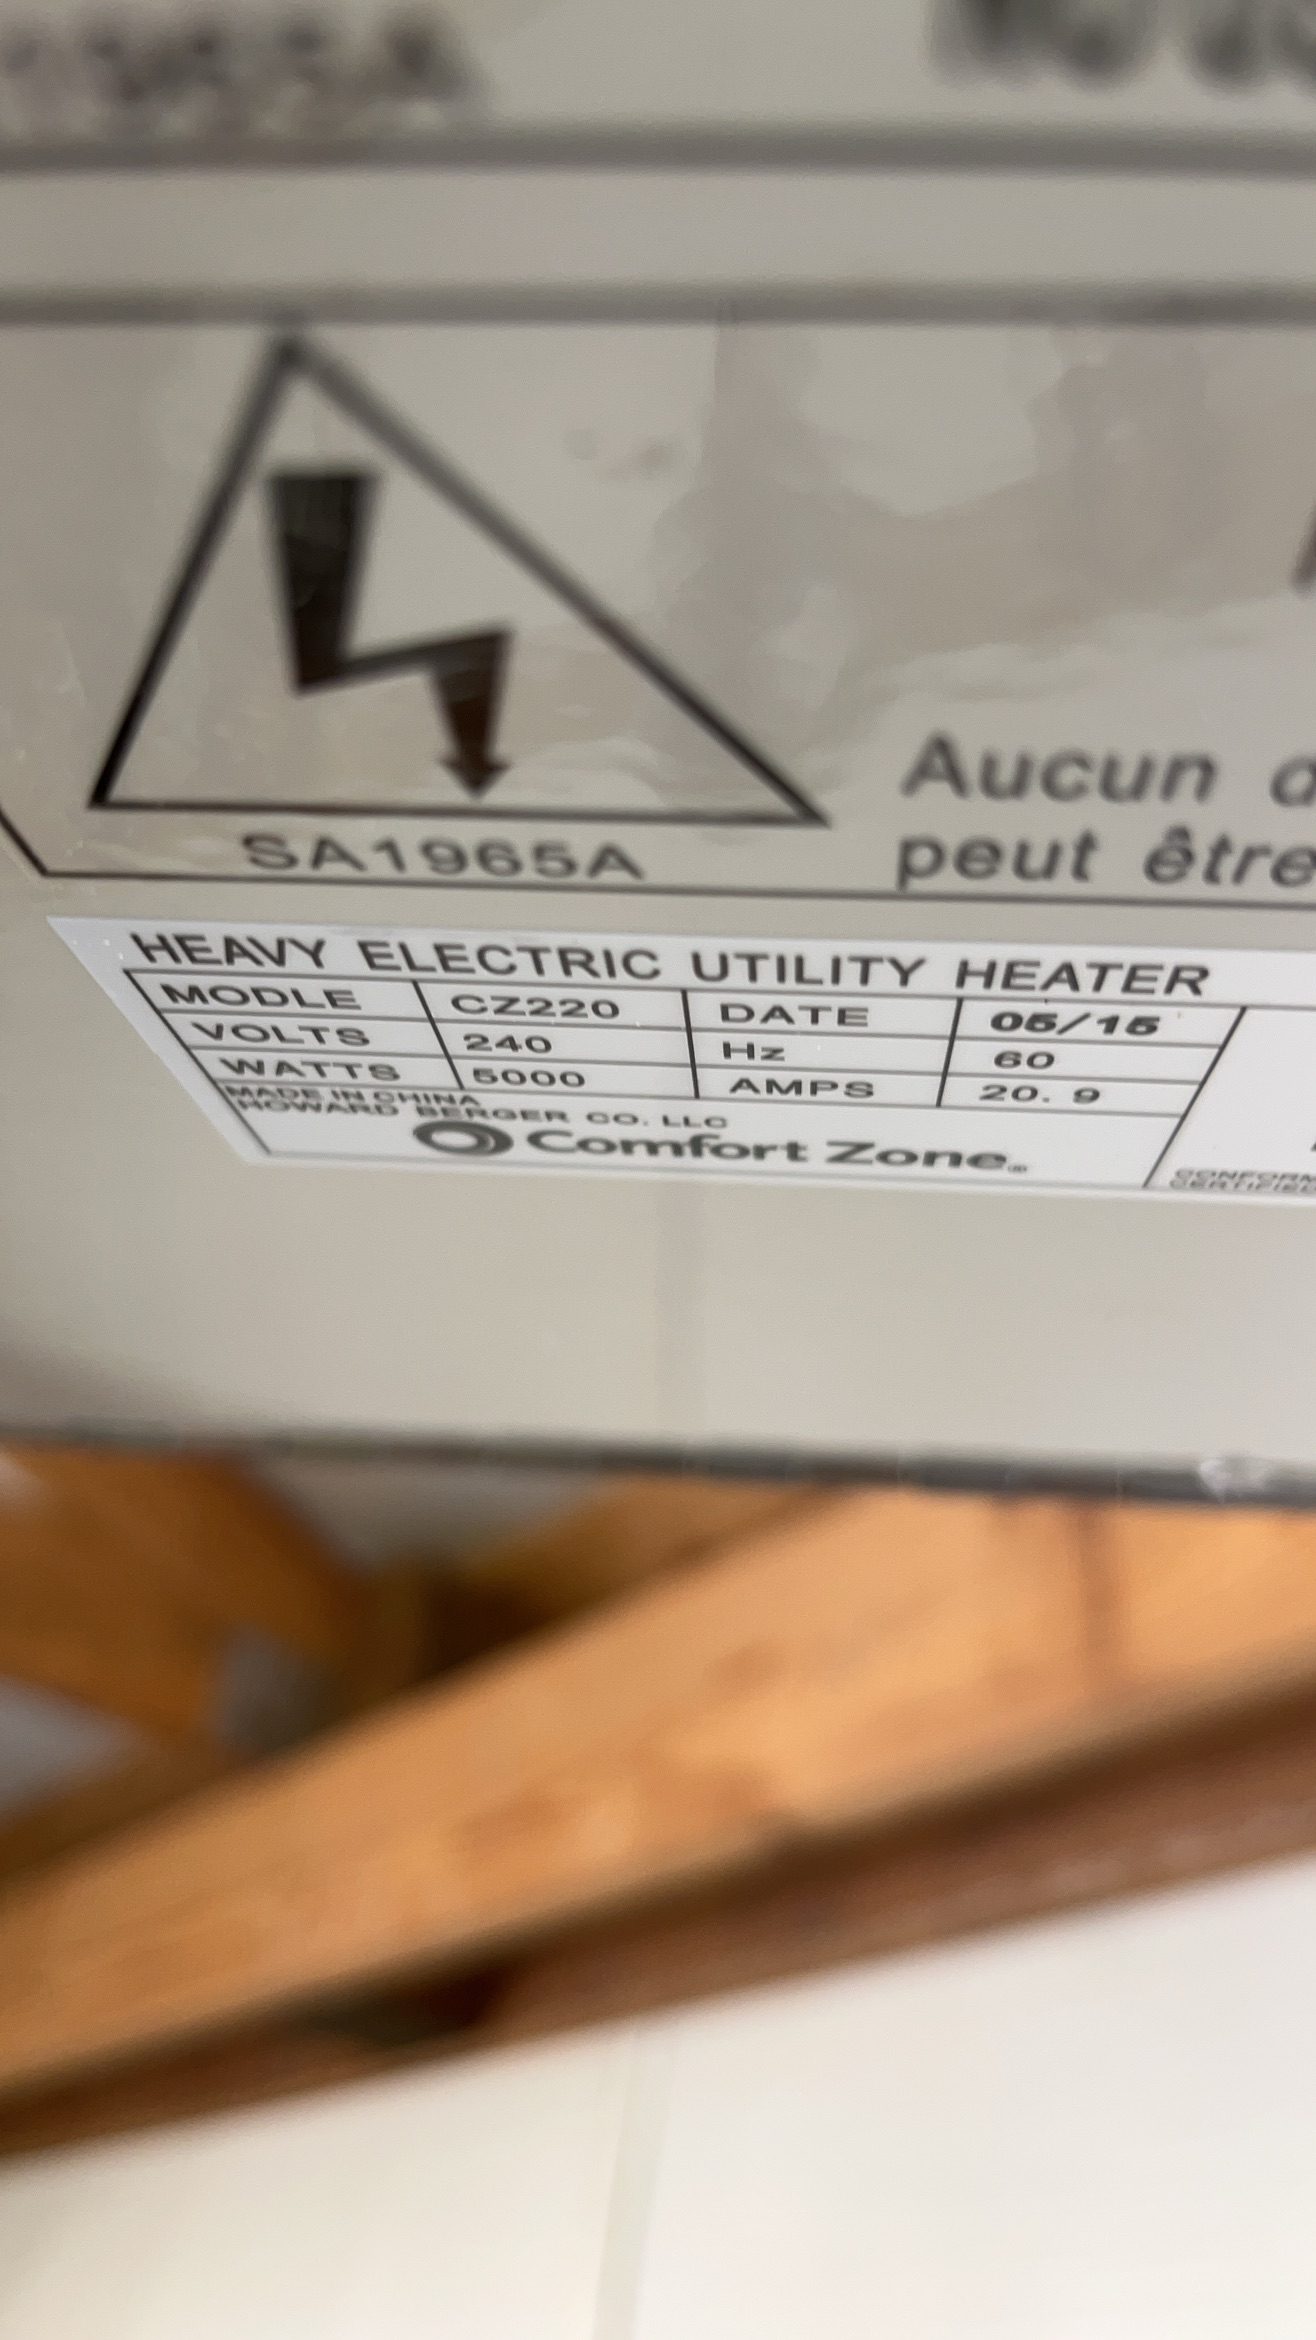 Aucun
peut être
SA1965A
HEAVY ELECTRIC UTILITY HEATER
MODLE CZ220 DATE 05/15
VOLTS 240 Hz 60
WATTS 5000 AMPS 20. 9
MADE IN CHINA
HOWARD BERGER CO. LLC
Comfort Zone